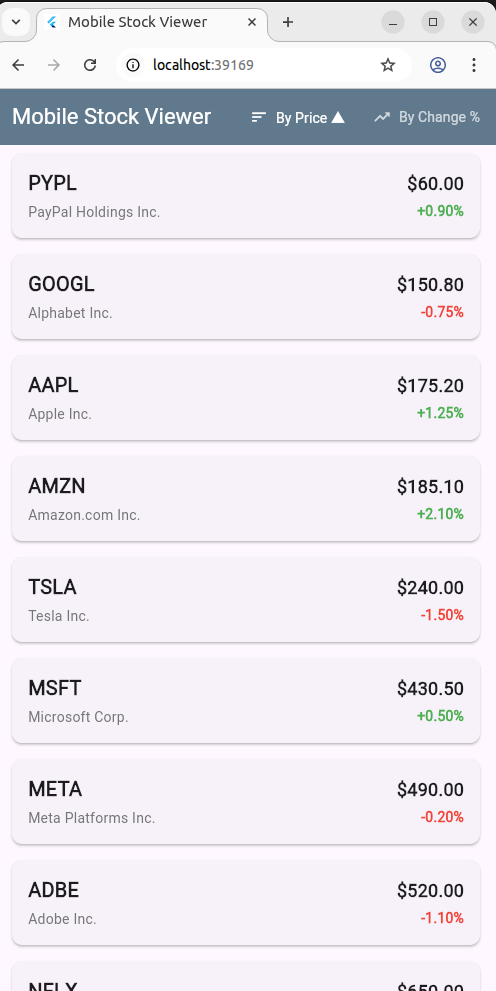 Mobile Stock Viewer
localhost:39169
Mobile Stock Viewer By Price By Change %
PYPL $60.00
PayPal Holdings Inc. +0.90%
GOOGL $150.80
Alphabet Inc. -0.75%
AAPL $175.20
Apple Inc. +1.25%
AMZN $185.10
Amazon.com Inc. +2.10%
TSLA $240.00
Tesla Inc. -1.50%
MSFT $430.50
Microsoft Corp. +0.50%
META $490.00
Meta Platforms Inc. -0.20%
ADBE $520.00
Adobe Inc. -1.10%
NFLX $650.00